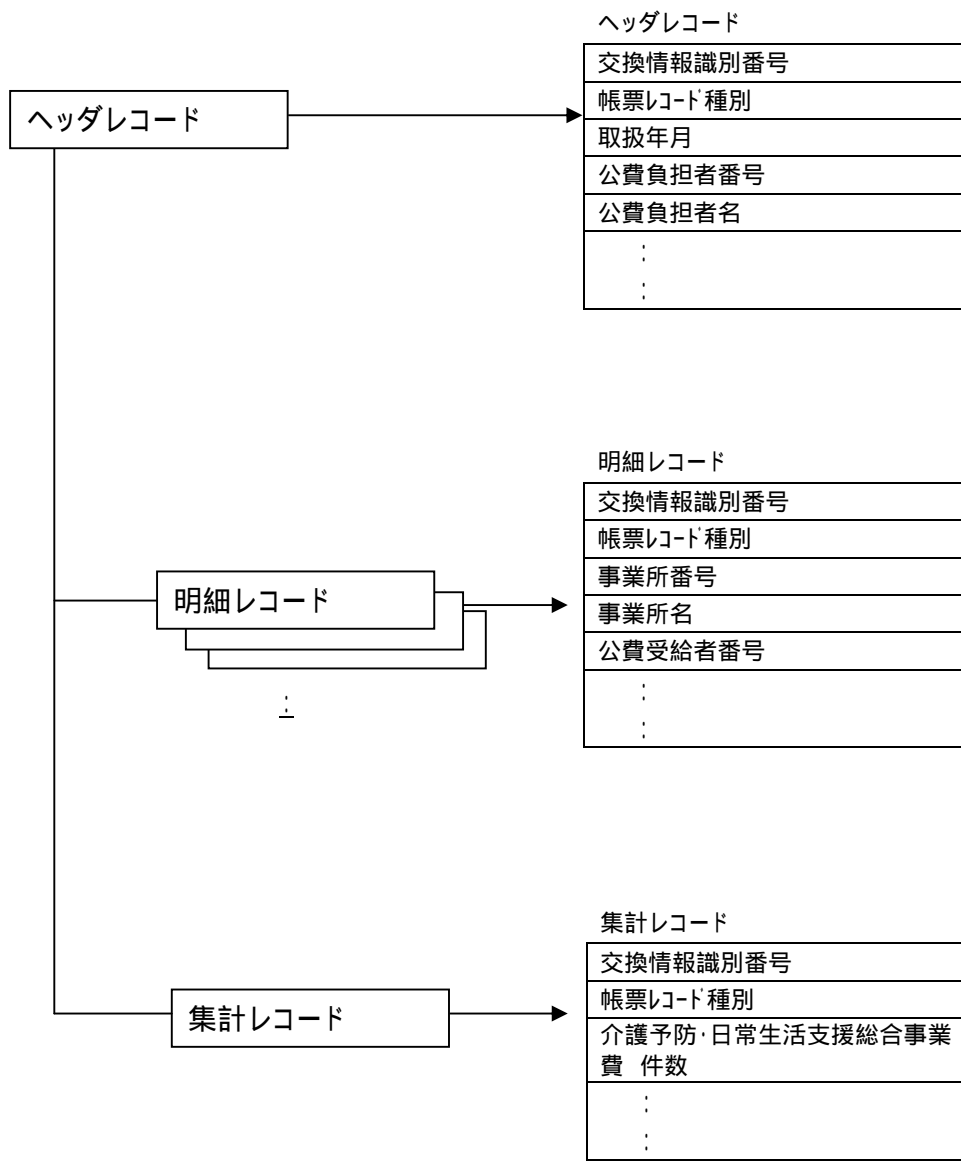 ヘッダレコード
ヘッダレコード
交換情報識別番号
帳票ﾚｺｰﾄﾞ種別
取扱年月
公費負担者番号
公費負担者名
:
:
明細レコード
明細レコード
交換情報識別番号
帳票ﾚｺｰﾄﾞ種別
事業所番号
事業所名
公費受給者番号
:
:
:
集計レコード
集計レコード
交換情報識別番号
帳票ﾚｺｰﾄﾞ種別
介護予防･日常生活支援総合事業
費 件数
:
: